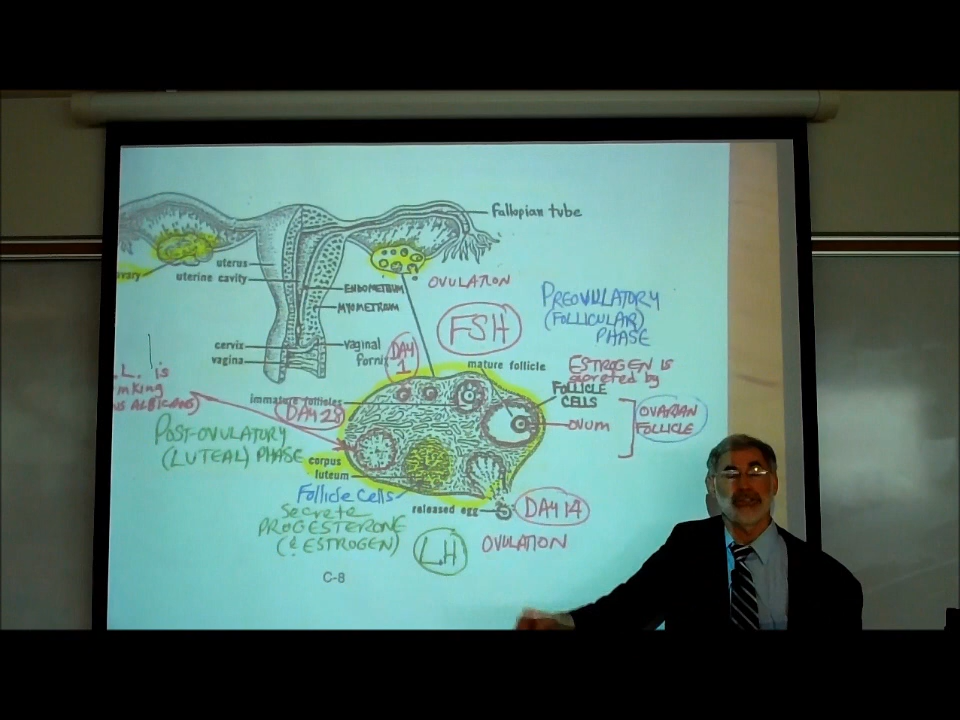 Fallopian tube
ovary
uterus
uterine cavity
OVULATION
ENDOMETRIUM
MYOMETRIUM
PREOVULATORY
(FOLLICULAR)
PHASE
FSH
cervix
vagina
vaginal
fornix
DAY
1
mature follicle
ESTROGEN is
secreted by
FOLLICLE
CELLS
.L. is
immature follicles
DAY 28
OVUM
OVARIAN
FOLLICLE
POST-OVULATORY
(LUTEAL) PHASE
corpus
luteum
Follicle Cells
Secrete
PROGESTERONE
(& ESTROGEN)
released egg
DAY 14
LH
OVULATION
C-8